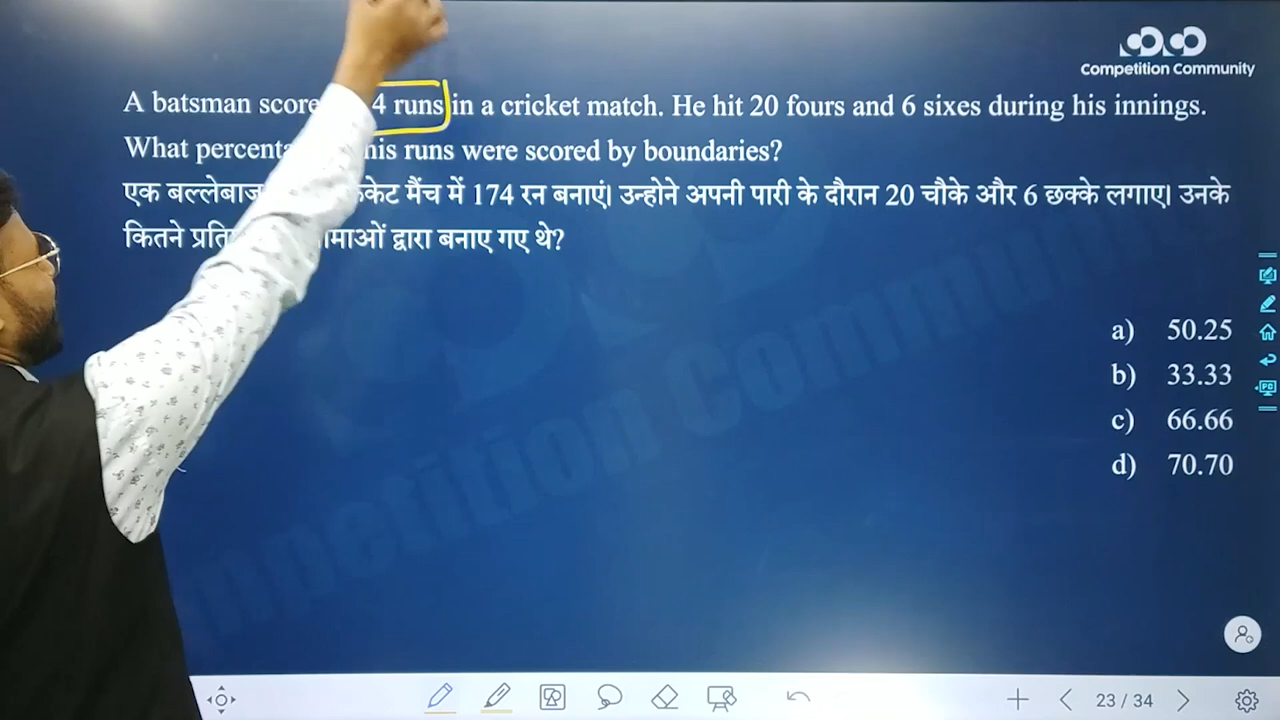 Competition Community
A batsman score 4 runs in a cricket match. He hit 20 fours and 6 sixes during his innings.
What his runs were scored by boundaries?
एक बल्लेबाज मैंच में 174 रन बनाएं। उन्होने अपनी पारी के दौरान 20 चौके और 6 छक्के लगाए। उनके
कितने द्वारा बनाए गए थे?
a) 50.25
b) 33.33
c) 66.66
d) 70.70
23 / 34